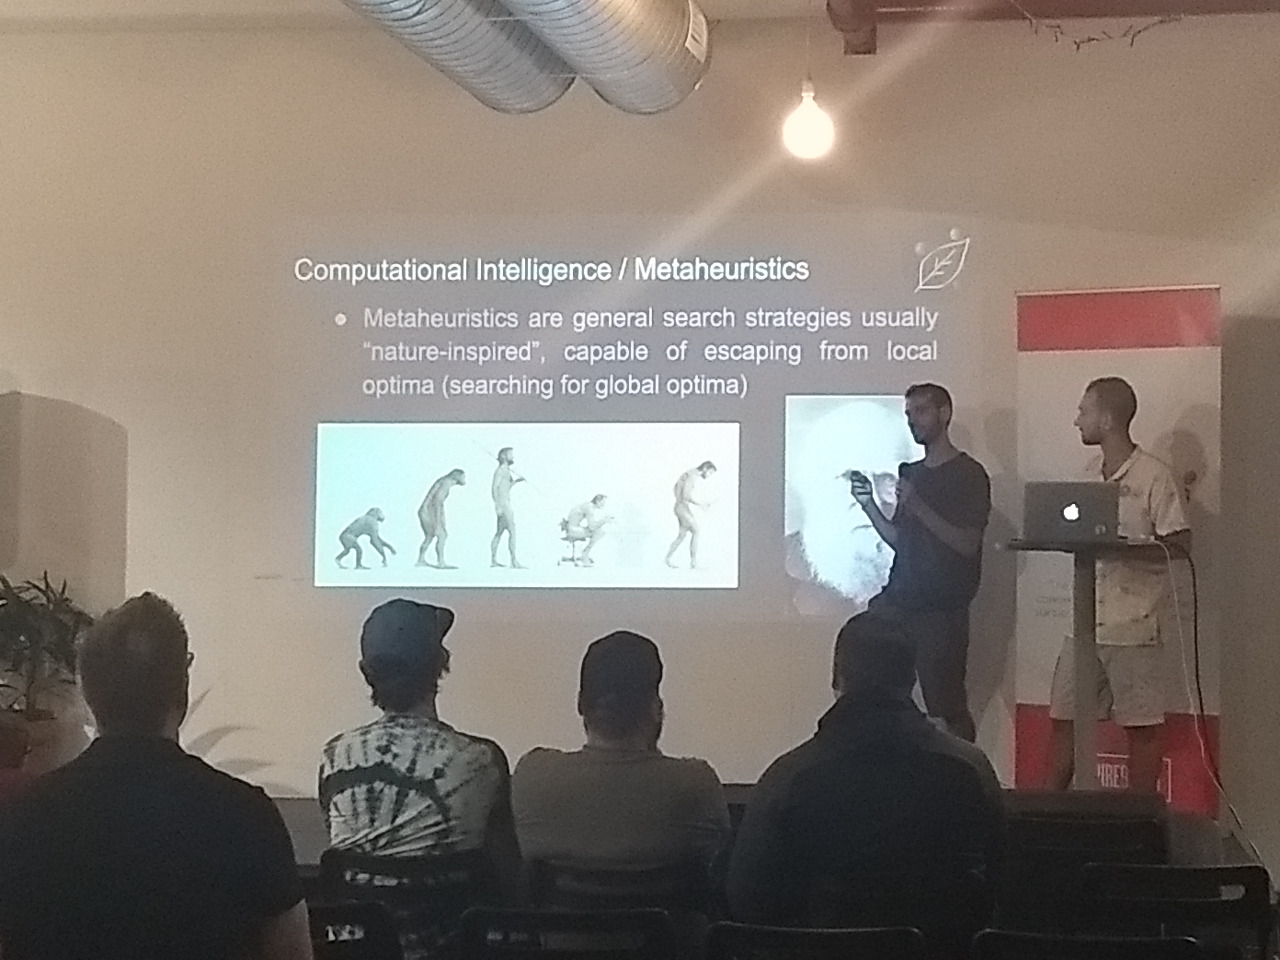 Computational Intelligence / Metaheuristics
Metaheuristics are general search strategies usually
“nature-inspired”, capable of escaping from local
optima (searching for global optima)